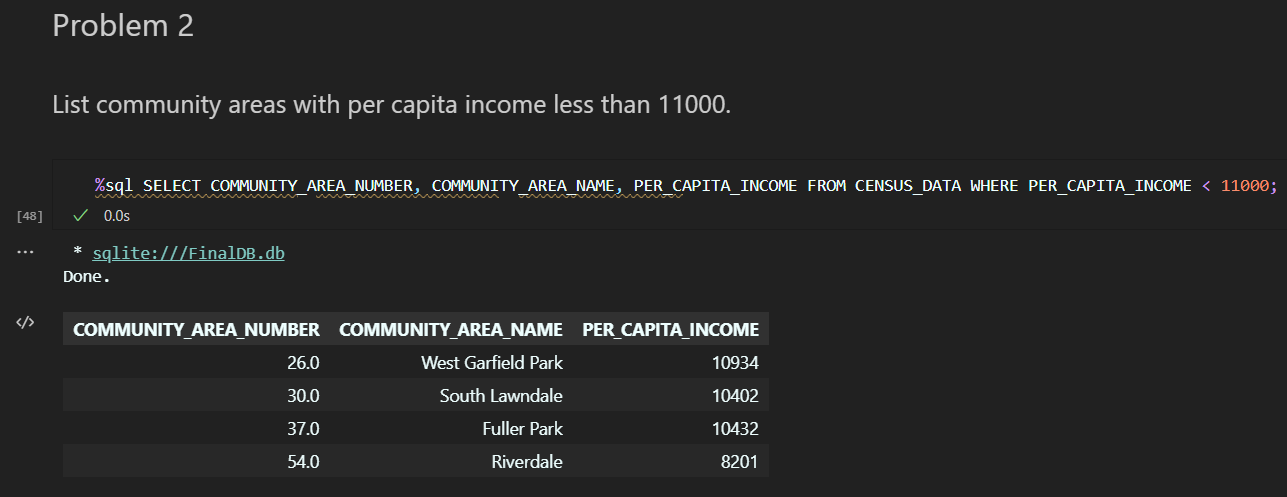 Problem 2
List community areas with per capita income less than 11000.
%sql SELECT COMMUNITY_AREA_NUMBER, COMMUNITY_AREA_NAME, PER_CAPITA_INCOME FROM CENSUS_DATA WHERE PER_CAPITA_INCOME < 11000;
[48] ✓ 0.0s
... * sqlite:///FinalDB.db
Done.
</> COMMUNITY_AREA_NUMBER COMMUNITY_AREA_NAME PER_CAPITA_INCOME
26.0 West Garfield Park 10934
30.0 South Lawndale 10402
37.0 Fuller Park 10432
54.0 Riverdale 8201